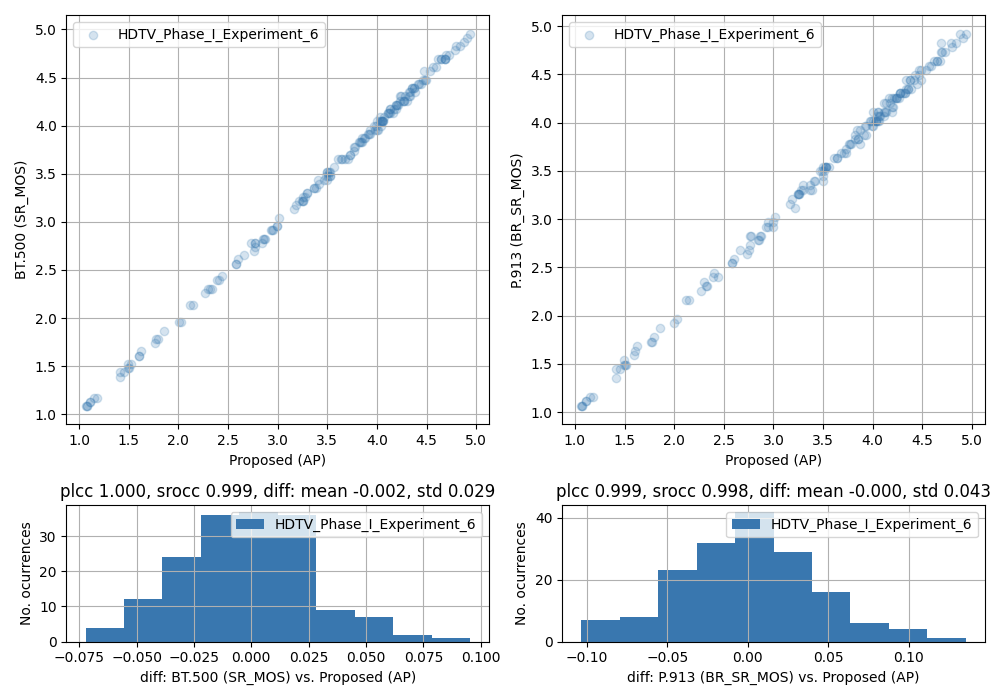 HDTV_Phase_I_Experiment_6
5.0
4.5
4.0
3.5
3.0
2.5
2.0
1.5
1.0
BT.500 (SR_MOS)
1.0 1.5 2.0 2.5 3.0 3.5 4.0 4.5 5.0
Proposed (AP)
HDTV_Phase_I_Experiment_6
5.0
4.5
4.0
3.5
3.0
2.5
2.0
1.5
1.0
P.913 (BR_SR_MOS)
1.0 1.5 2.0 2.5 3.0 3.5 4.0 4.5 5.0
Proposed (AP)
plcc 1.000, srocc 0.999, diff: mean -0.002, std 0.029
HDTV_Phase_I_Experiment_6
30
20
10
0
No. ocurrences
−0.075 −0.050 −0.025 0.000 0.025 0.050 0.075 0.100
diff: BT.500 (SR_MOS) vs. Proposed (AP)
plcc 0.999, srocc 0.998, diff: mean -0.000, std 0.043
HDTV_Phase_I_Experiment_6
40
20
0
No. ocurrences
−0.10 −0.05 0.00 0.05 0.10
diff: P.913 (BR_SR_MOS) vs. Proposed (AP)